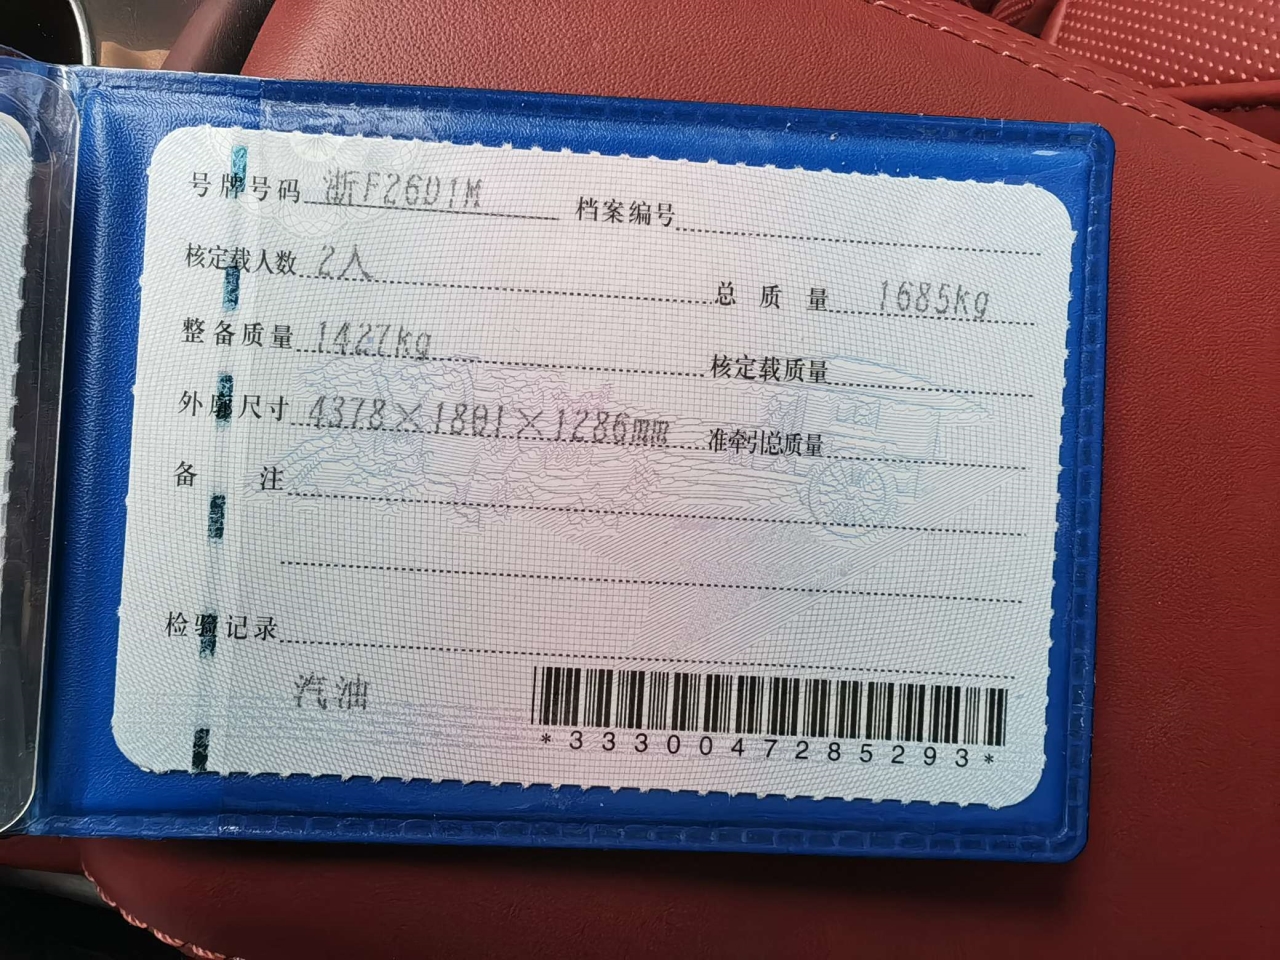 号牌号码 浙F26D1M 档案编号
核定载人数 2人 总质量 1685kg
整备质量 1427kg 核定载质量
外廓尺寸 4378×1801×1286mm 准牵引总质量
备注
检验记录
汽油
*3330047285293*